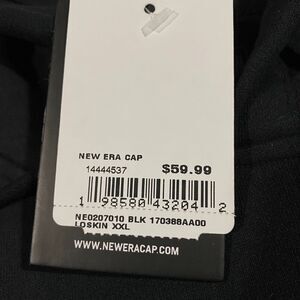 NEW ERA CAP
14444537 $59.99
1 98580 43204 2
NE0207010 BLK 170388AA00
LOSKIN XXL
WWW.NEWERACAP.COM